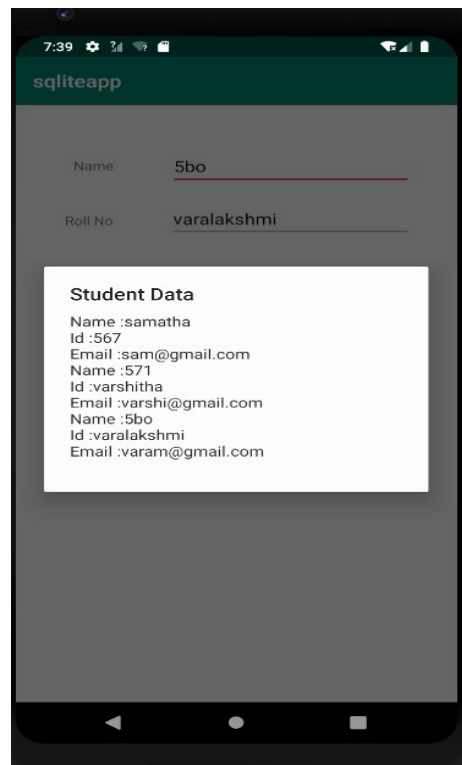 7:39
sqliteapp
Name 5bo
Roll No varalakshmi
Student Data
Name :samatha
Id :567
Email :sam@gmail.com
Name :571
Id :varshitha
Email :varshi@gmail.com
Name :5bo
Id :varalakshmi
Email :varam@gmail.com